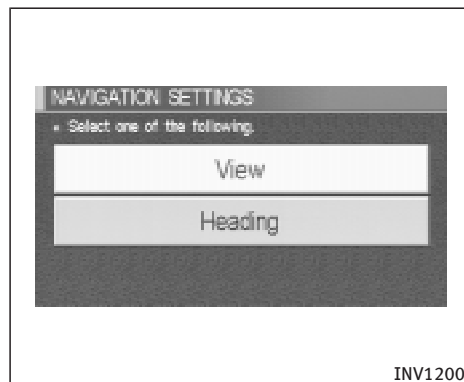 NAVIGATION SETTINGS
• Select one of the following.
View
Heading
INV1200